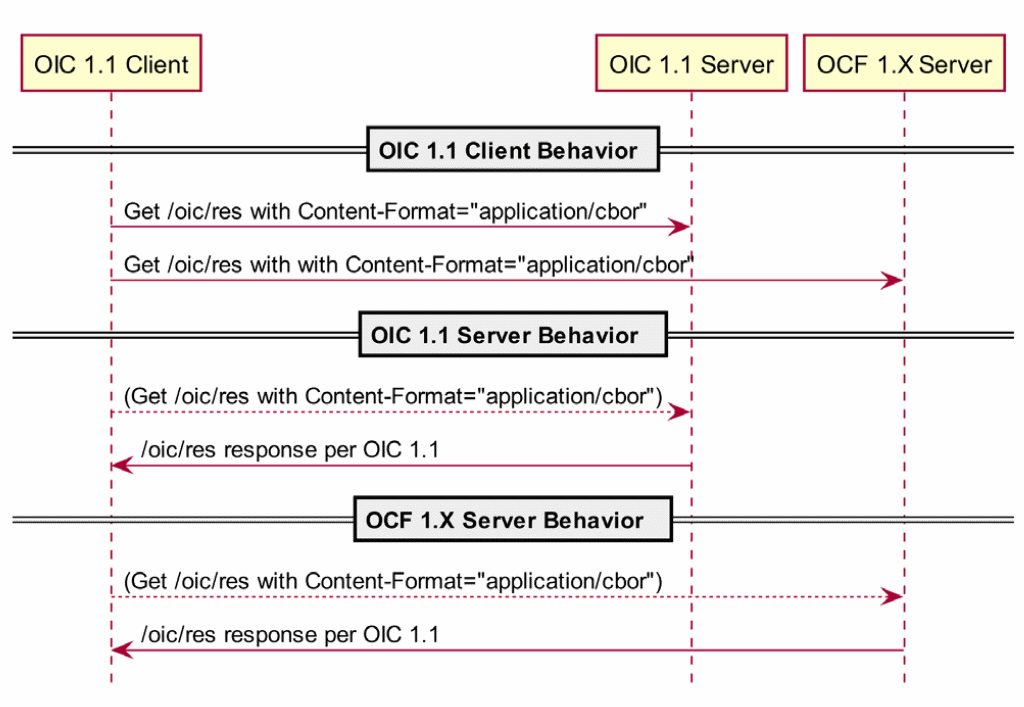 OIC 1.1 Client
OIC 1.1 Server
OCF 1.X Server
OIC 1.1 Client Behavior
Get /oic/res with Content-Format="application/cbor"
Get /oic/res with with Content-Format="application/cbor"
OIC 1.1 Server Behavior
(Get /oic/res with Content-Format="application/cbor")
/oic/res response per OIC 1.1
OCF 1.X Server Behavior
(Get /oic/res with Content-Format="application/cbor")
/oic/res response per OIC 1.1